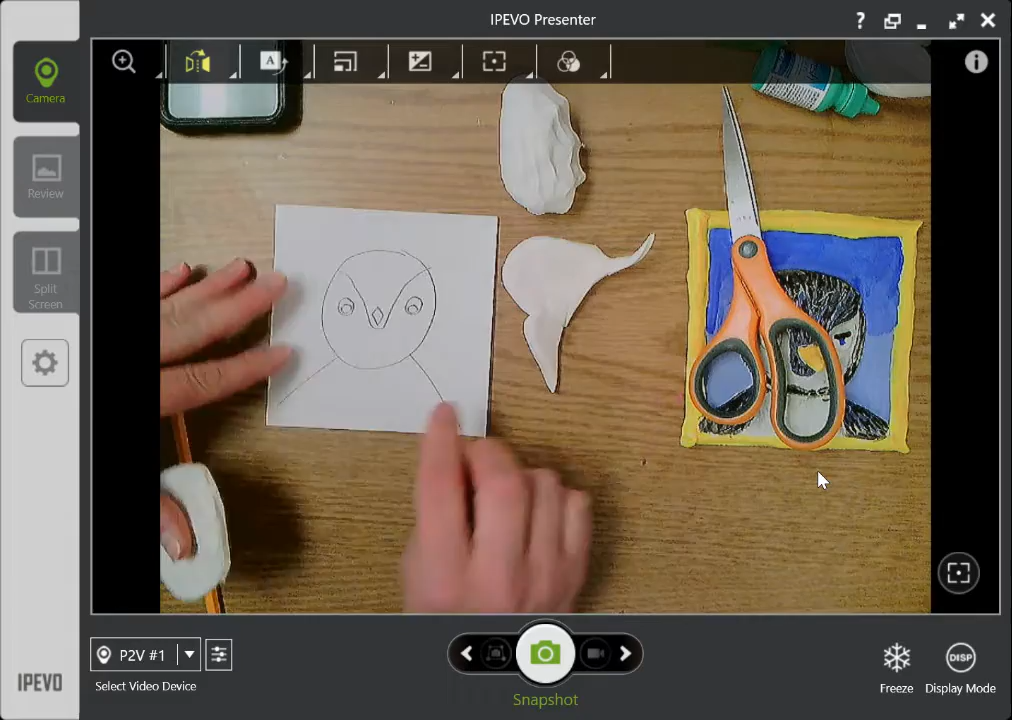 IPEVO Presenter
?
Camera
A
i
Review
Split
Screen
P2V #1
DISP
IPEVO
Select Video Device
Snapshot
Freeze
Display Mode